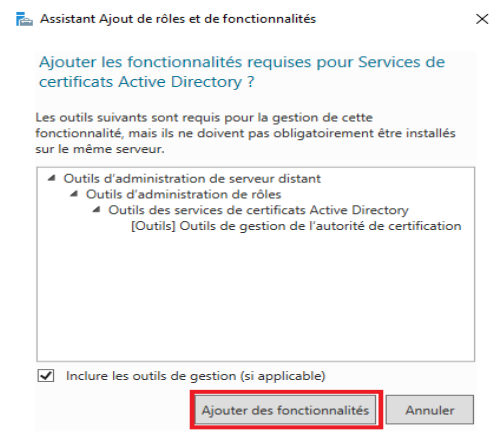 Assistant Ajout de rôles et de fonctionnalités
Ajouter les fonctionnalités requises pour Services de
certificats Active Directory ?
Les outils suivants sont requis pour la gestion de cette
fonctionnalité, mais ils ne doivent pas obligatoirement être installés
sur le même serveur.
Outils d'administration de serveur distant
Outils d'administration de rôles
Outils des services de certificats Active Directory
[Outils] Outils de gestion de l'autorité de certification
Inclure les outils de gestion (si applicable)
Ajouter des fonctionnalités Annuler